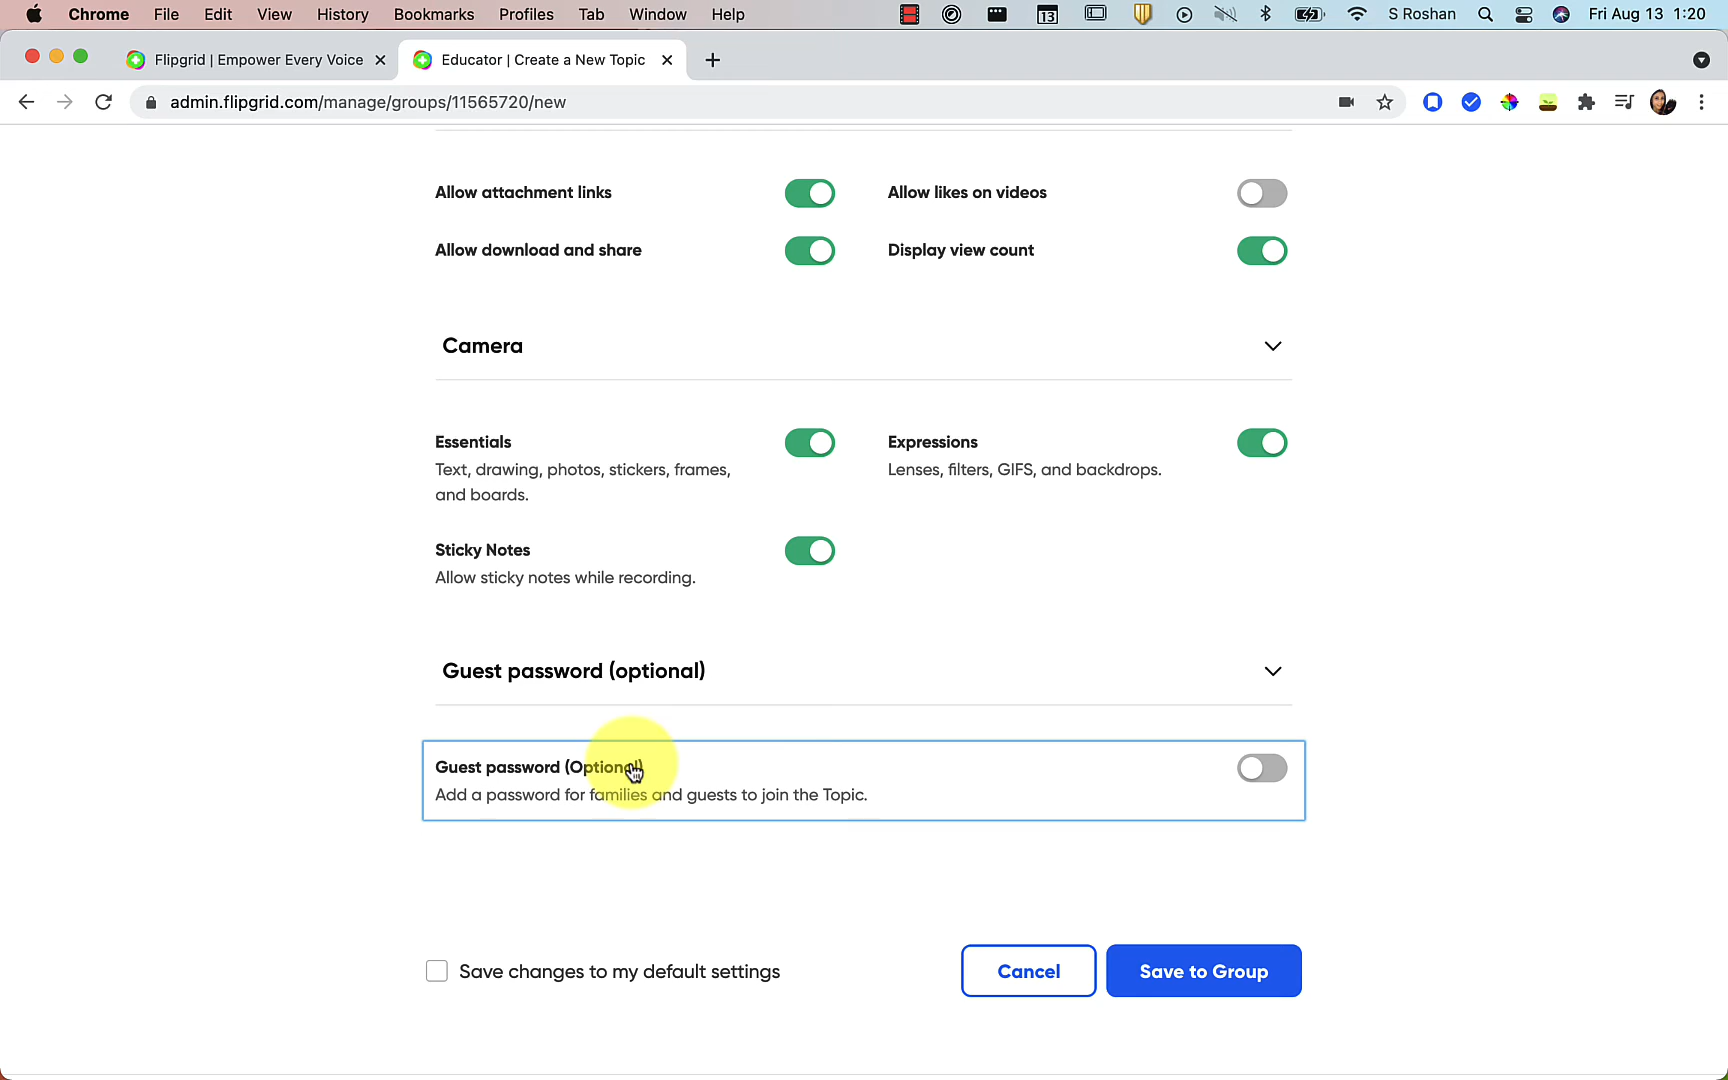 Chrome File Edit View History Bookmarks Profiles Tab Window Help 13 S Roshan Fri Aug 13 1:20
Flipgrid | Empower Every Voice Educator | Create a New Topic
admin.flipgrid.com/manage/groups/11565720/new
Allow attachment links Allow likes on videos
Allow download and share Display view count
Camera
Essentials Expressions
Text, drawing, photos, stickers, frames, Lenses, filters, GIFS, and backdrops.
and boards.
Sticky Notes
Allow sticky notes while recording.
Guest password (optional)
Guest password (Optional)
Add a password for families and guests to join the Topic.
Save changes to my default settings Cancel Save to Group